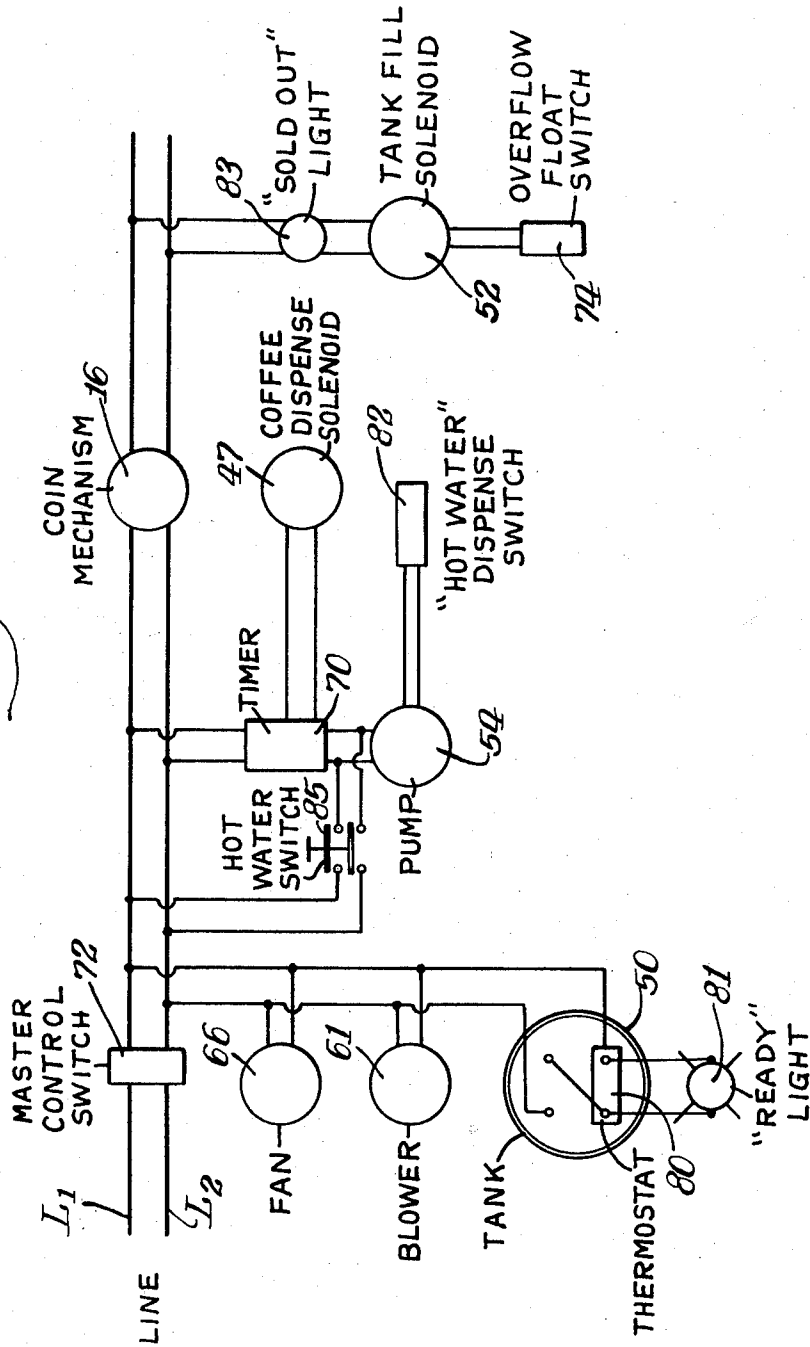 LINE
L1
L2
MASTER
CONTROL
SWITCH
72
FAN
66
BLOWER
61
TANK
50
THERMOSTAT
80
81
"READY"
LIGHT
HOT
WATER
SWITCH
85
TIMER
70
PUMP
54
COIN
MECHANISM
16
47
COFFEE
DISPENSE
SOLENOID
82
"HOT WATER"
DISPENSE
SWITCH
83
"SOLD OUT"
LIGHT
TANK FILL
SOLENOID
52
OVERFLOW
FLOAT
SWITCH
74